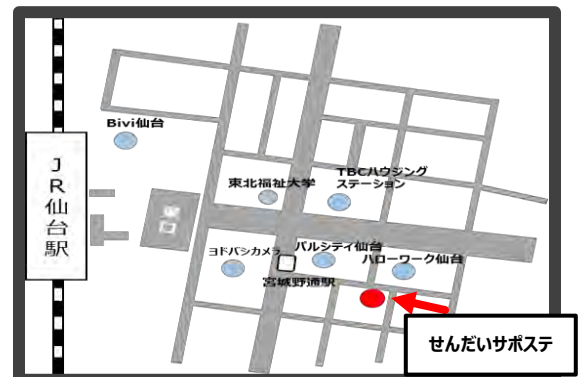 JR仙台駅
Bivi仙台
東口
東北福祉大学
TBCハウジング
ステーション
ヨドバシカメラ
パルシティ仙台
ハローワーク仙台
宮城野通駅
せんだいサポステ